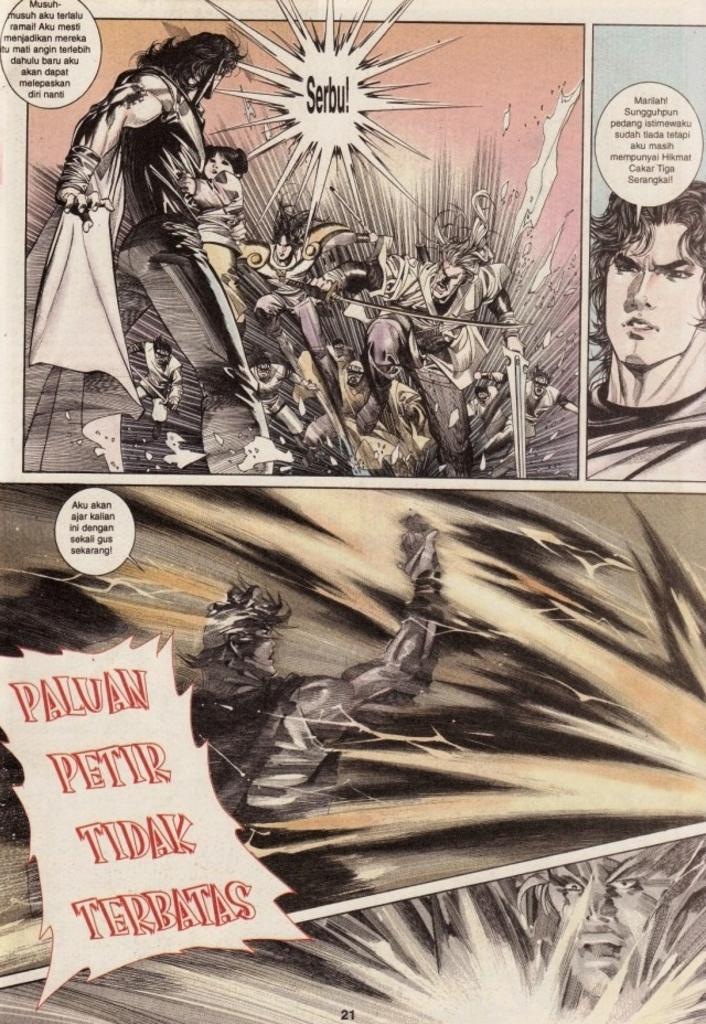 Musuh-
musuh aku terlalu
ramai! Aku mesti
menjadikan mereka
itu mati angin terlebih
dahulu baru aku
akan dapat
melepaskan
diri nanti
Serbu!
Marilah!
Sungguhpun
pedang istimewaku
sudah tiada tetapi
aku masih
mempunyai Hikmat
Cakar Tiga
Serangkai!
Aku akan
ajar kalian
ini dengan
sekali gus
sekarang!
PALUAN
PETIR
TIDAK
TERBATAS
21